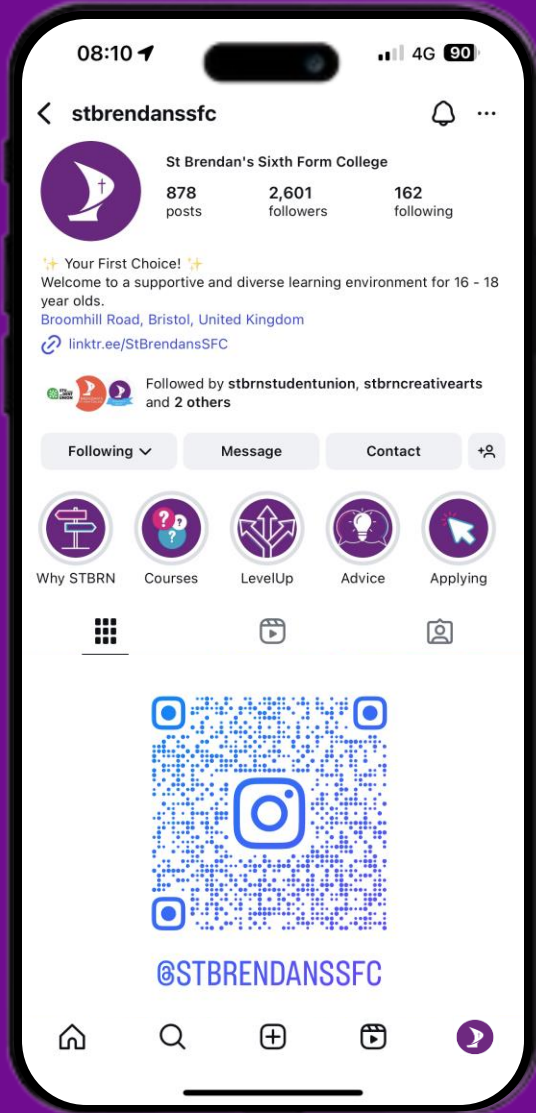 08:10 4G 90
stbrendanssfc
St Brendan's Sixth Form College
878 2,601 162
posts followers following
✨ Your First Choice! ✨
Welcome to a supportive and diverse learning environment for 16 - 18
year olds.
Broomhill Road, Bristol, United Kingdom
linktr.ee/StBrendansSFC
Followed by stbrnstudentunion, stbrncreativearts
and 2 others
Following Message Contact
Why STBRN Courses LevelUp Advice Applying
@STBRENDANSSFC